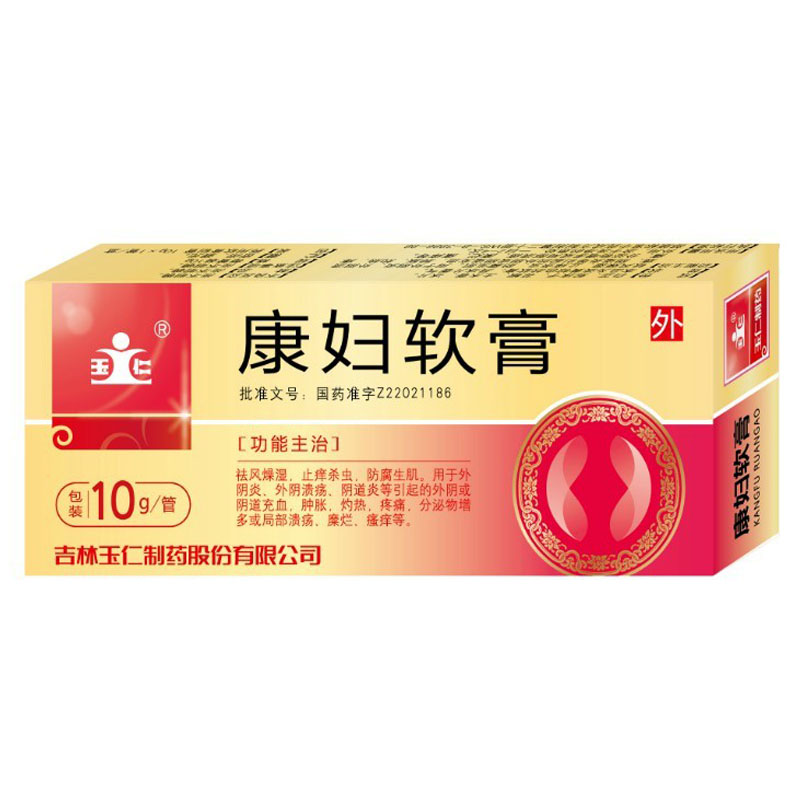 玉仁®
康妇软膏
外
批准文号：国药准字Z22021186
［功能主治］
祛风燥湿，止痒杀虫，防腐生肌。用于外
阴炎、外阴溃疡、阴道炎等引起的外阴或
阴道充血，肿胀，灼热，疼痛，分泌物增
多或局部溃疡、糜烂、瘙痒等。
包装
10g/管
吉林玉仁制药股份有限公司
玉仁制药
康妇软膏
KANGFU RUANGAO